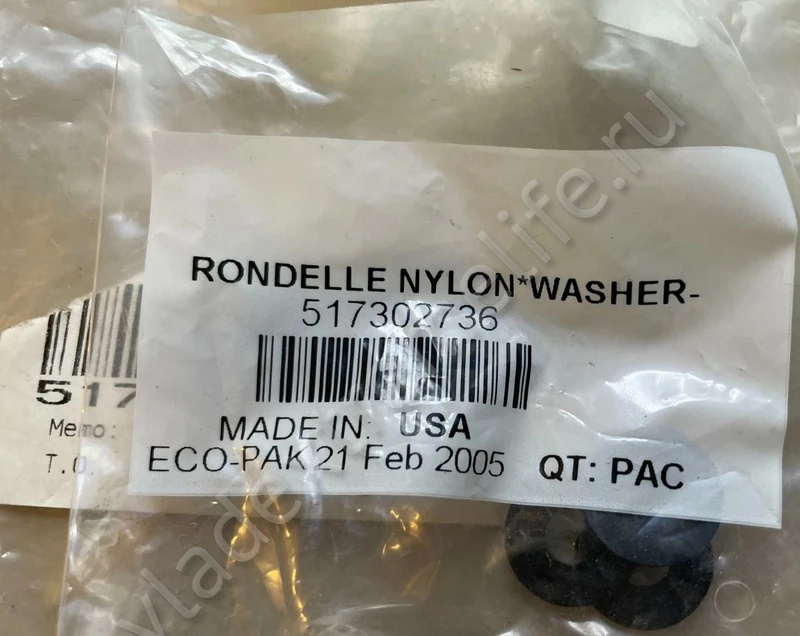 RONDELLE NYLON*WASHER-
517302736
MADE IN: USA
ECO-PAK 21 Feb 2005 QT: PAC
517
Memo:
T.O.